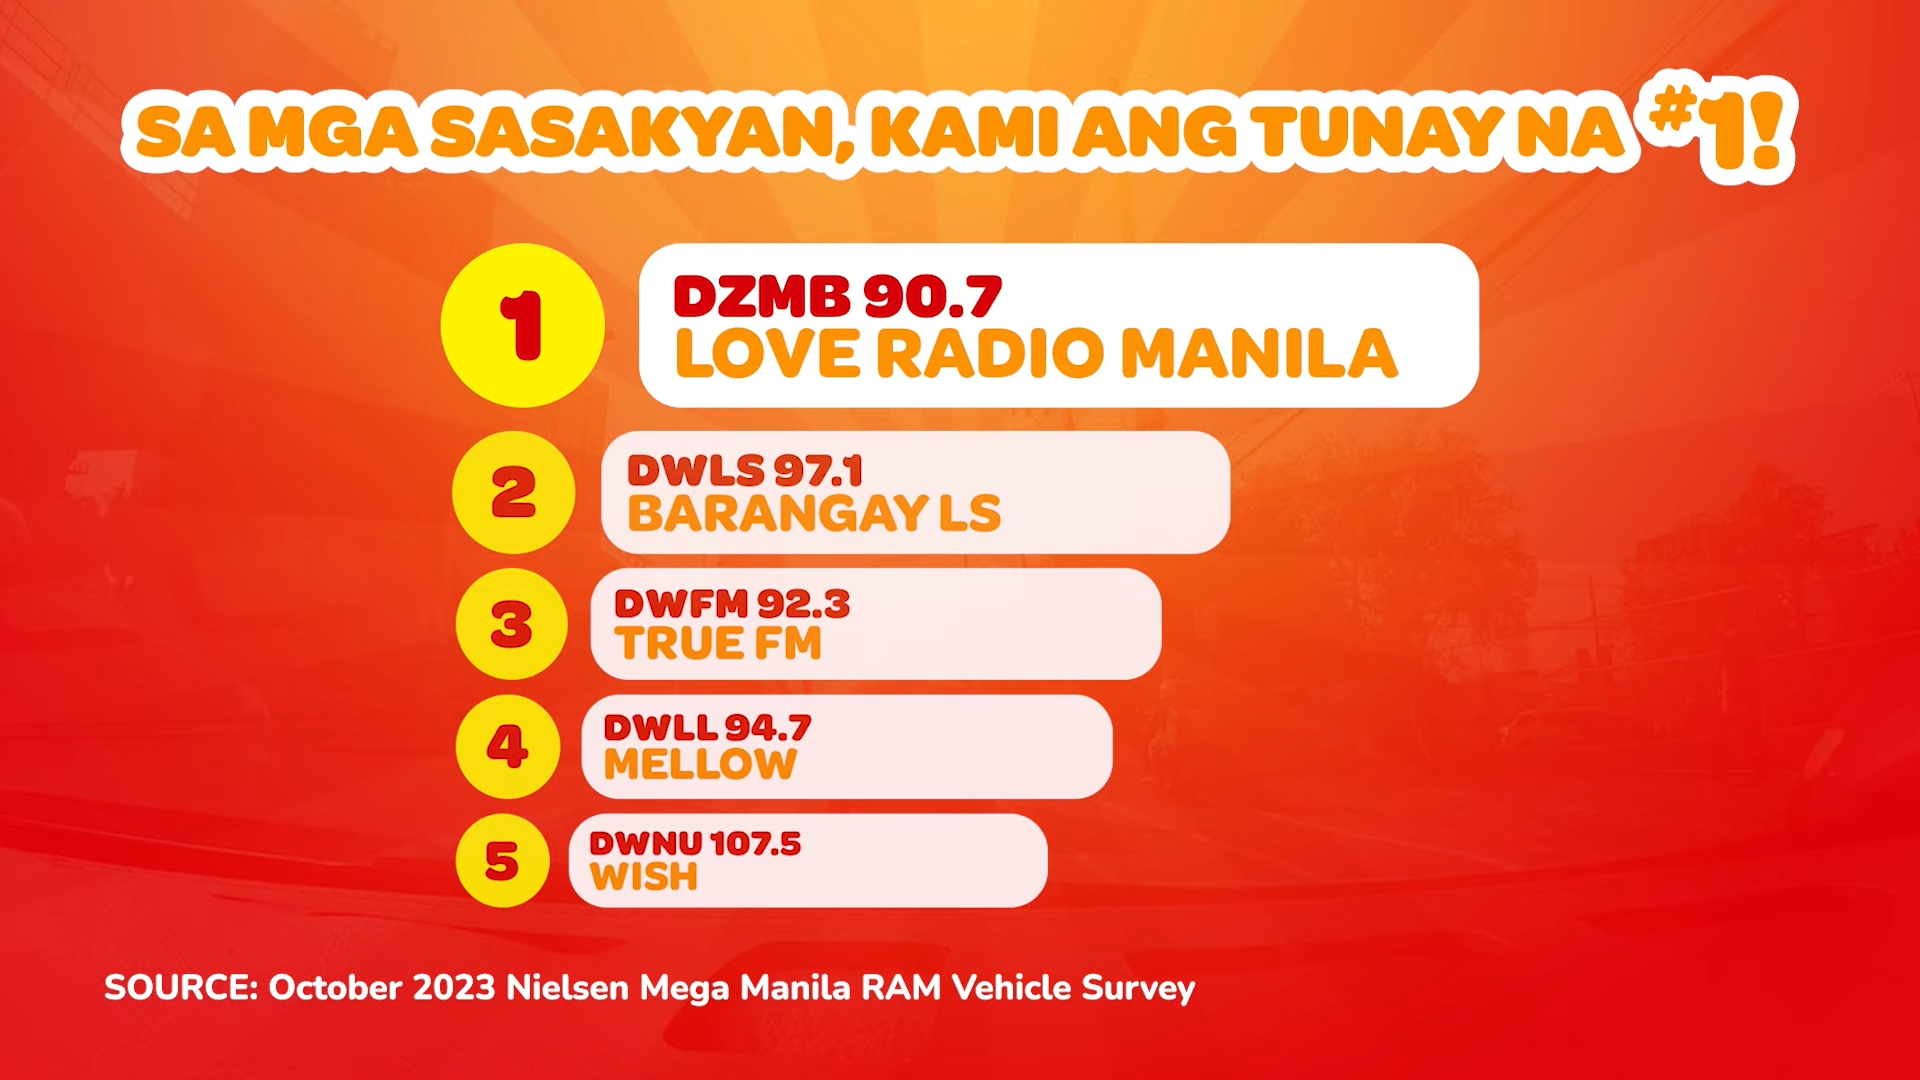 SA MGA SASAKYAN, KAMI ANG TUNAY NA #1!
1
DZMB 90.7
LOVE RADIO MANILA
2
DWLS 97.1
BARANGAY LS
3
DWFM 92.3
TRUE FM
4
DWLL 94.7
MELLOW
5
DWNU 107.5
WISH
SOURCE: October 2023 Nielsen Mega Manila RAM Vehicle Survey